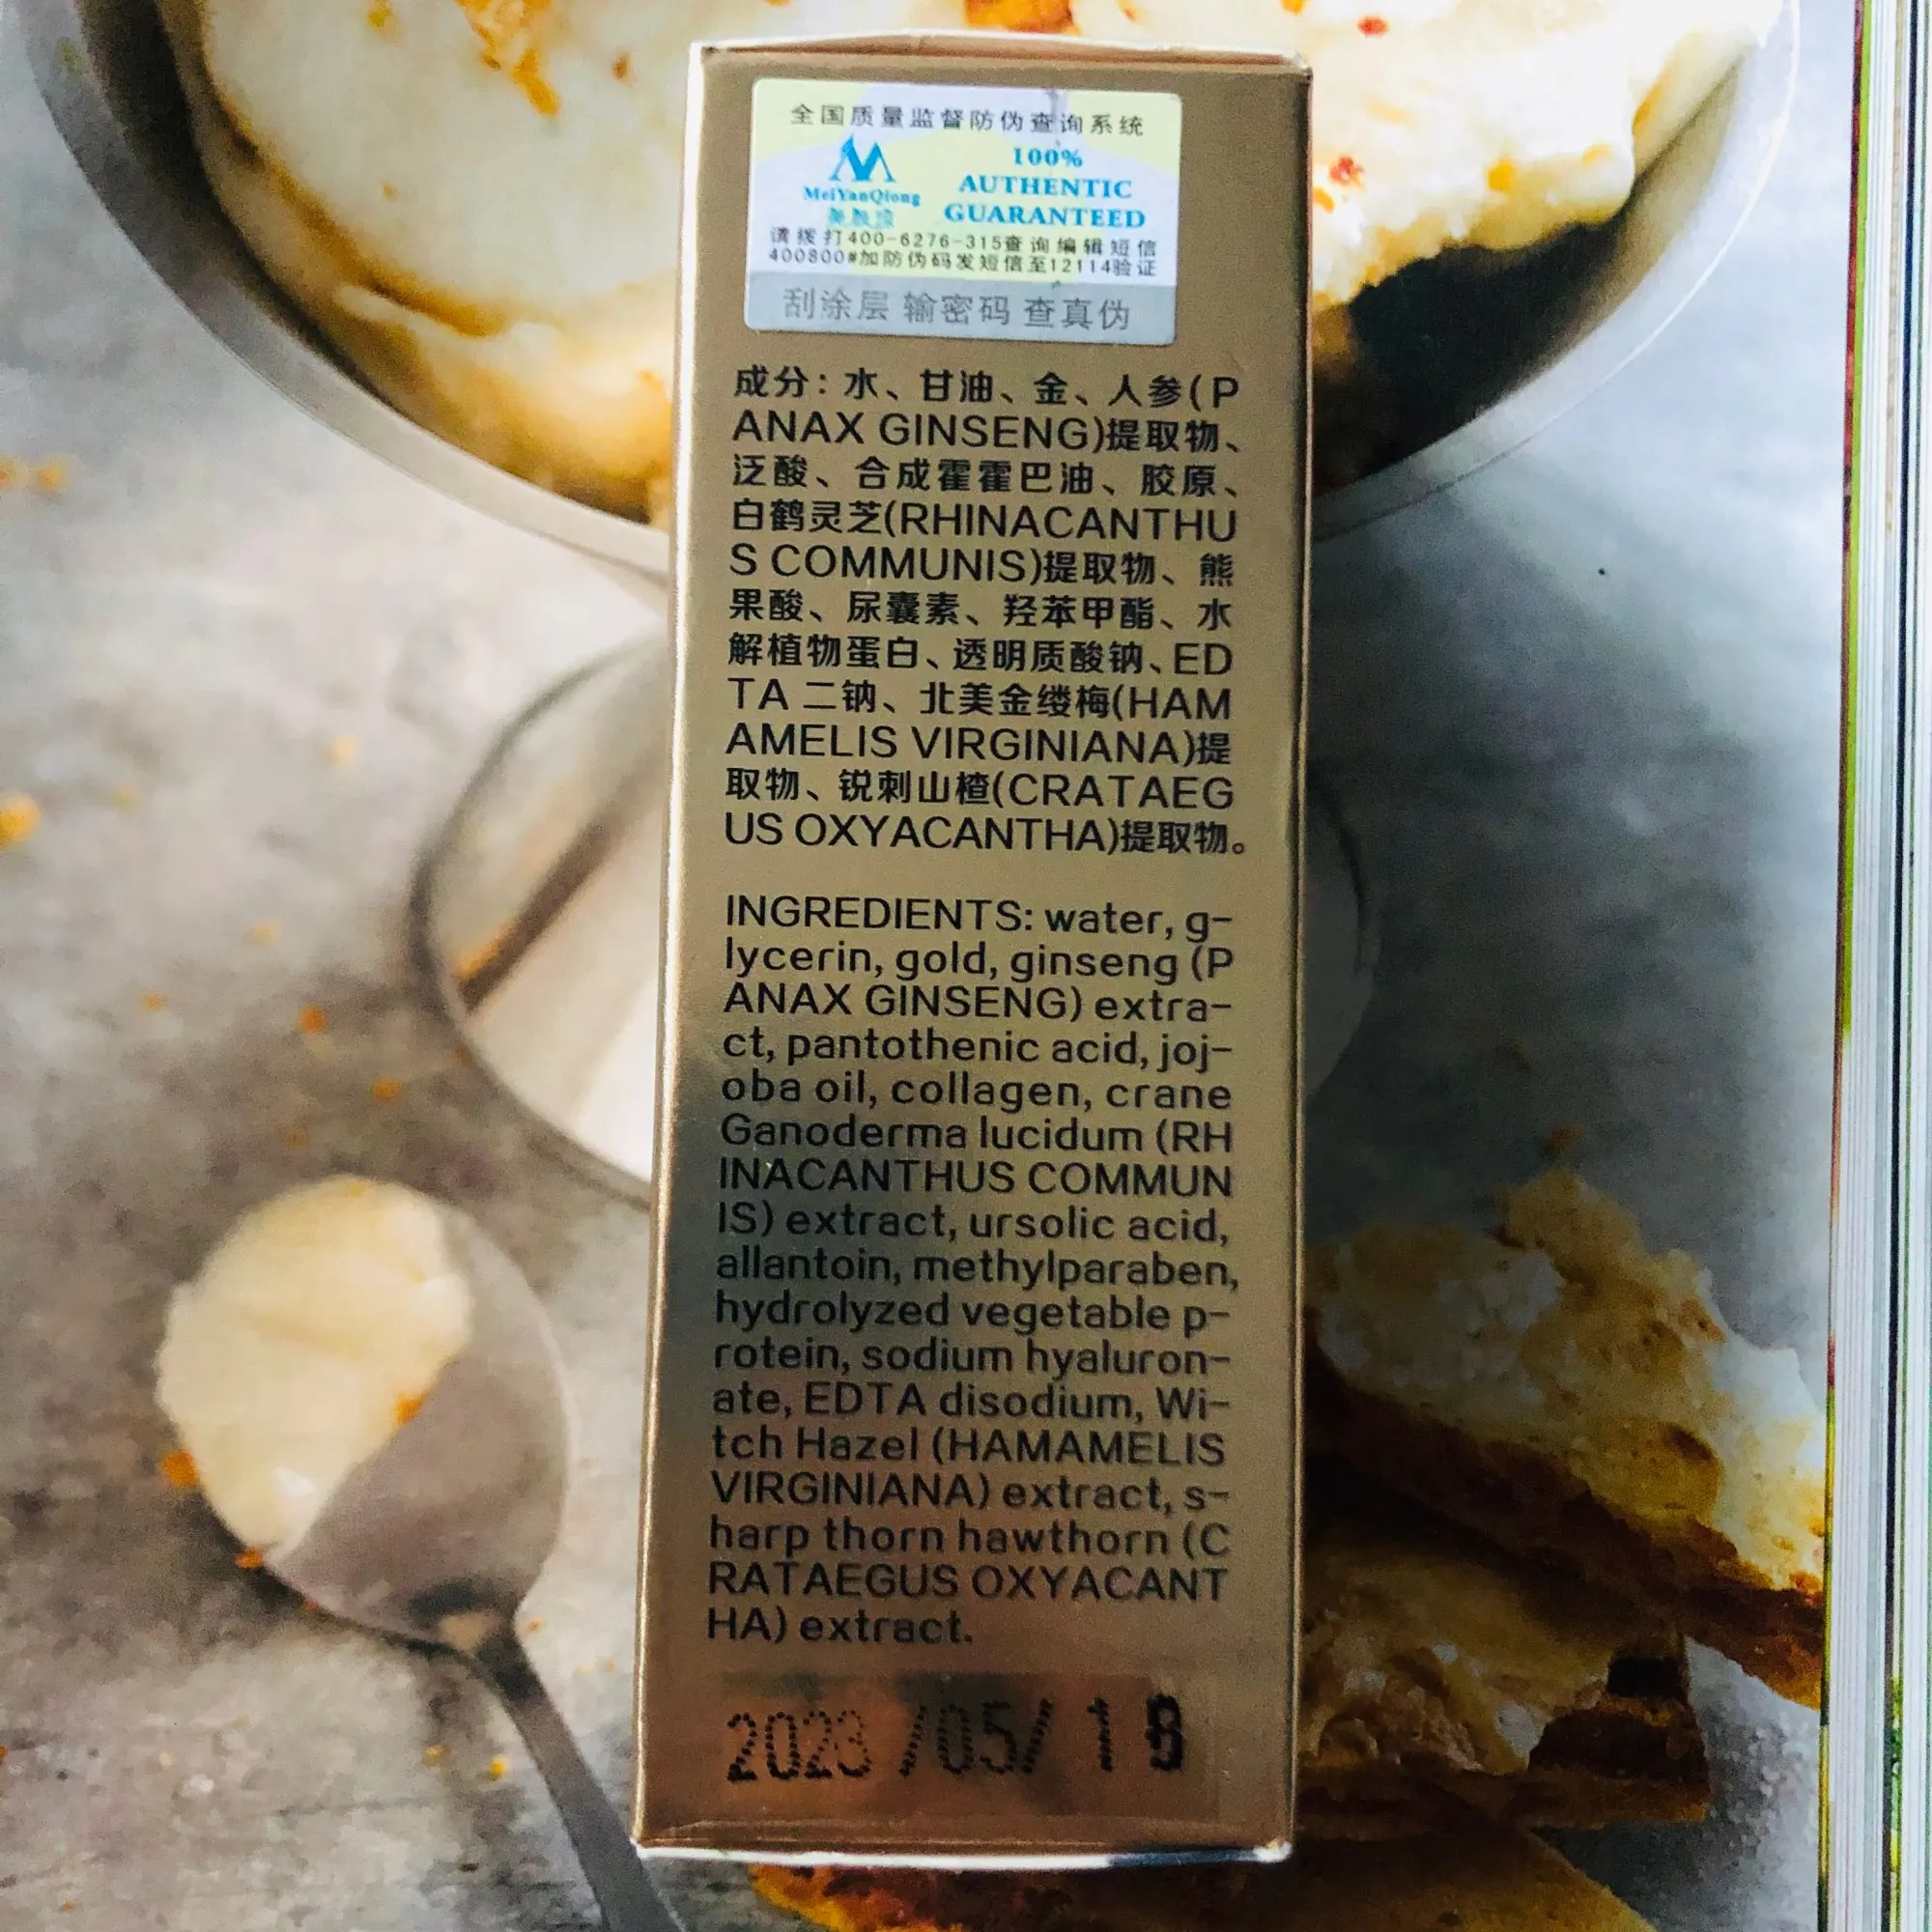 全国质量监督防伪查询系统
MeiYanQiong
100%
AUTHENTIC
GUARANTEED
请拨打400-6276-315查询编辑短信
400800#加防伪码发短信至12114验证
刮涂层 输密码 查真伪
成分：水、甘油、金、人参(P
ANAX GINSENG)提取物、
泛酸、合成霍霍巴油、胶原、
白鹤灵芝(RHINACANTHU
S COMMUNIS)提取物、熊
果酸、尿囊素、羟苯甲酯、水
解植物蛋白、透明质酸钠、ED
TA 二钠、北美金缕梅(HAM
AMELIS VIRGINIANA)提
取物、锐刺山楂(CRATAEG
US OXYACANTHA)提取物。
INGREDIENTS: water, g-
lycerin, gold, ginseng (P
ANAX GINSENG) extra-
ct, pantothenic acid, joj-
oba oil, collagen, crane
Ganoderma lucidum (RH
INACANTHUS COMMUN
IS) extract, ursolic acid,
allantoin, methylparaben,
hydrolyzed vegetable p-
rotein, sodium hyaluron-
ate, EDTA disodium, Wi-
tch Hazel (HAMAMELIS
VIRGINIANA) extract, s-
harp thorn hawthorn (C
RATAEGUS OXYACANT
HA) extract.
2023/05/